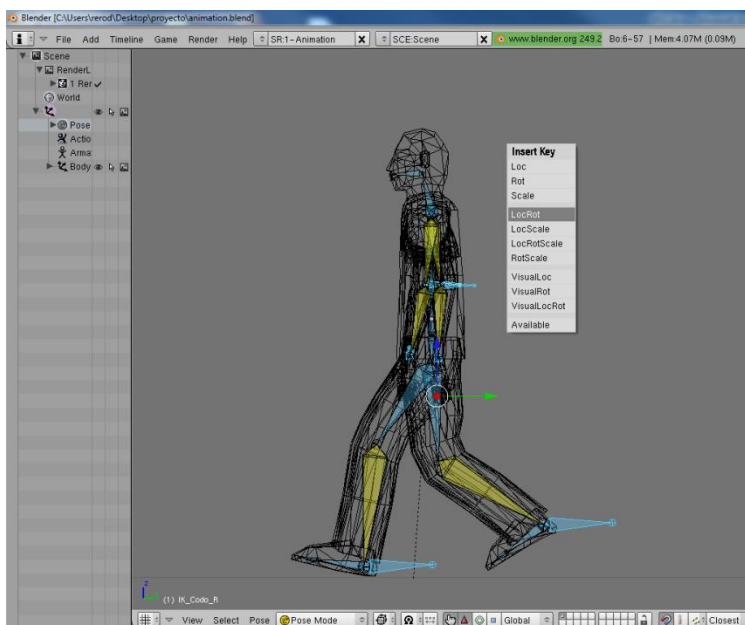 Blender [C:\Users\rerod\Desktop\proyecto\animation.blend]
File Add Timeline Game Render Help SR:1-Animation X SCE:Scene X www.blender.org 249.2 Bo:6-57 | Mem:4.07M (0.09M)
Scene
RenderL
1 Rer
World
Pose
Actio
Arma
Body
Insert Key
Loc
Rot
Scale
LocRot
LocScale
LocRotScale
RotScale
VisualLoc
VisualRot
VisualLocRot
Available
z
(1) IK_Codo_R
View Select Pose Pose Mode Global Closest